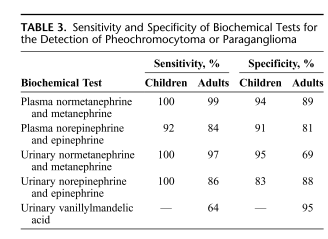 TABLE 3. Sensitivity and Specificity of Biochemical Tests for
the Detection of Pheochromocytoma or Paraganglioma
Sensitivity, % Specificity, %
Biochemical Test Children Adults Children Adults
Plasma normetanephrine 100 99 94 89
and metanephrine
Plasma norepinephrine 92 84 91 81
and epinephrine
Urinary normetanephrine 100 97 95 69
and metanephrine
Urinary norepinephrine 100 86 83 88
and epinephrine
Urinary vanillylmandelic — 64 — 95
acid